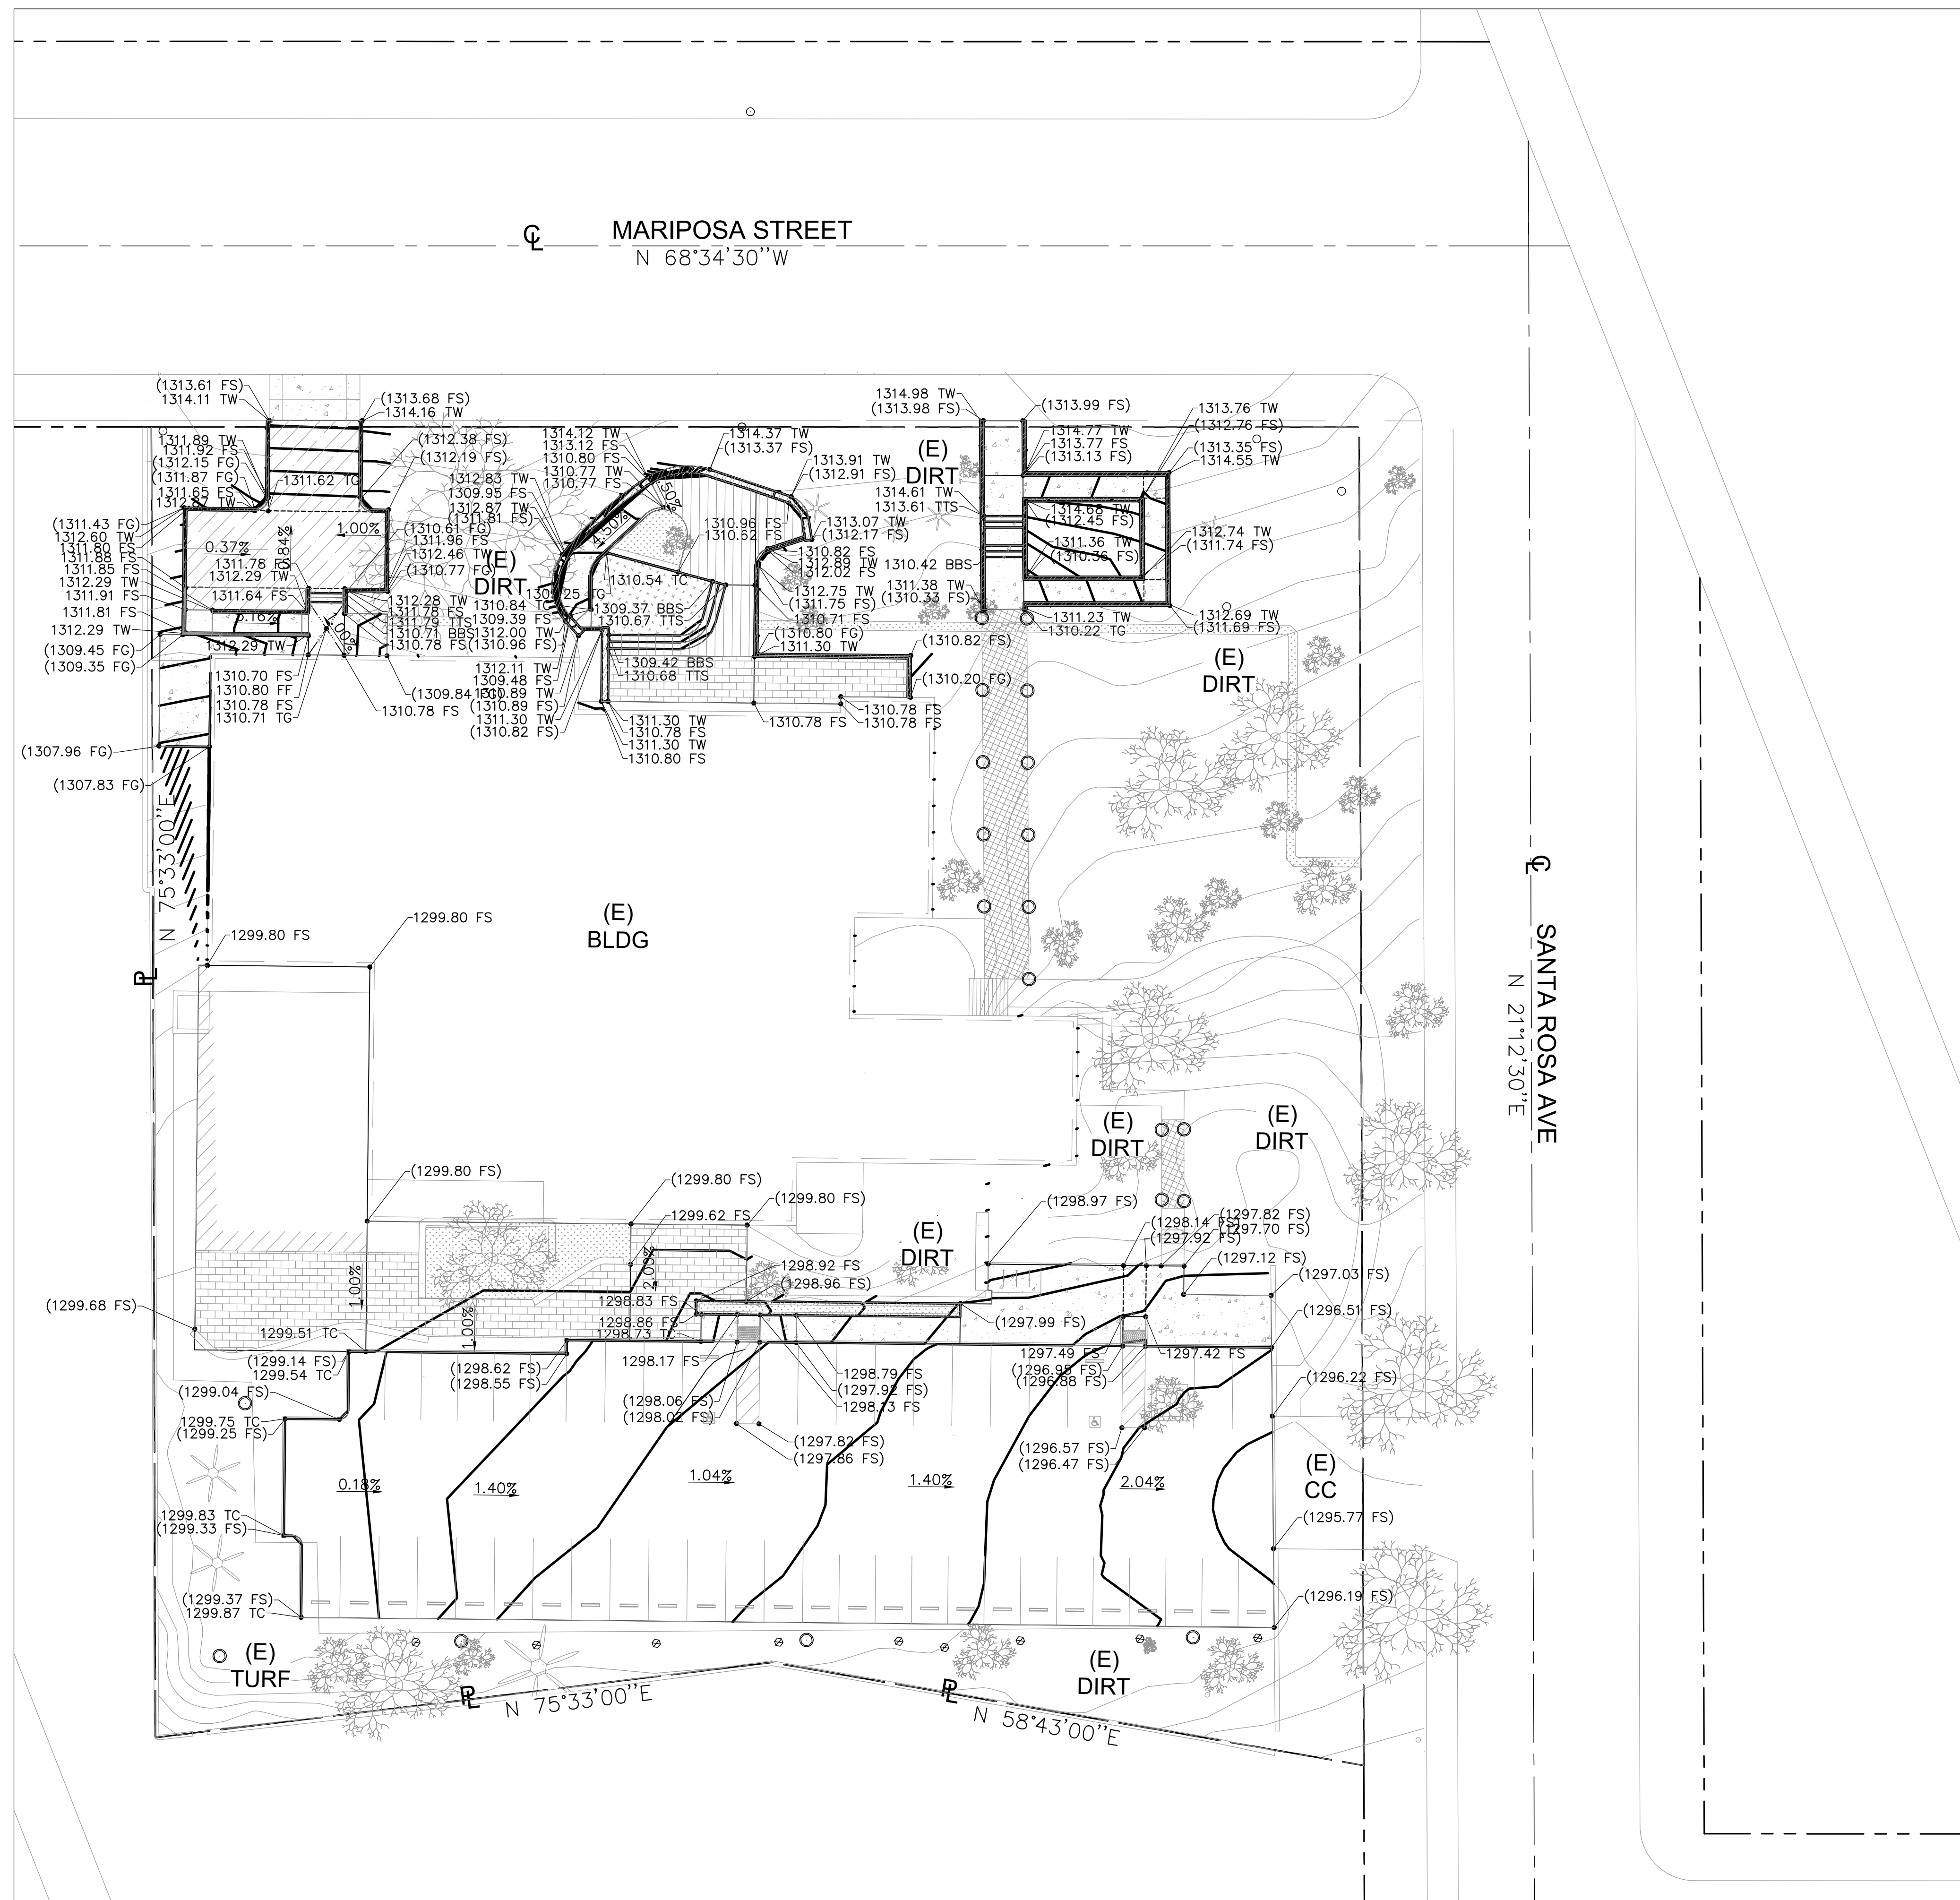 MARIPOSA STREET
N 68°34'30"W
(1313.61 FS)
1314.11 TW
(1313.68 FS)
1314.16 TW
1311.89 TW
1311.92 FS
(1312.15 FG)
(1311.87 FG)
1311.65 FS
1311.62 TG
(1312.38 FS)
(1312.19 FS)
(1311.43 FG)
1312.60 TW
1311.80 FS
1311.88 FS
1311.85 FS
1312.29 TW
1311.91 FS
1311.81 FS
1312.29 TW
(1309.45 FG)
(1309.35 FG)
0.37%
1.00%
1311.78 FS
1312.29 TW
1311.64 FS
1312.29 TW
(1310.61 FG)
1311.96 FS
1312.46 TW
(1310.77 FG)
1312.28 TW
1311.78 FS
1311.79 TTS
1310.71 BBS
1310.78 FS
1310.70 FS
1310.80 FF
1310.78 FS
1310.71 TG
1310.78 FS
(1309.84 FG)
(1307.96 FG)
(1307.83 FG)
1314.12 TW
1313.12 FS
1310.80 FS
1310.77 TW
1310.77 FS
1312.83 TW
1309.95 FS
1312.87 TW
(1311.81 FS)
1314.37 TW
(1313.37 FS)
1313.91 TW
(1312.91 FS)
4.50%
1310.96 FS
1310.62 FS
1313.07 TW
(1312.17 FS)
1310.82 FS
1312.89 TW
1312.02 FS
1312.75 TW
(1311.75 FS)
1310.71 FS
(1310.80 FG)
1311.30 TW
1310.54 TC
1309.25 TG
1310.84 TC
1309.39 FS
1312.00 TW
(1310.96 FS)
1309.37 BBS
1310.67 TTS
1312.11 TW
1309.48 FS
1310.89 TW
(1310.89 FS)
1311.30 TW
(1310.82 FS)
1309.42 BBS
1310.68 TTS
1311.30 TW
1310.78 FS
1311.30 TW
1310.80 FS
(1310.82 FS)
(1310.20 FG)
1310.78 FS
1310.78 FS
1310.78 FS
(E)
DIRT
(E)
DIRT
1314.98 TW
(1313.98 FS)
(1313.99 FS)
1314.77 TW
1313.77 FS
(1313.13 FS)
1313.76 TW
(1312.76 FS)
(1313.35 FS)
1314.55 TW
1314.61 TW
1313.61 TTS
1314.68 TW
(1312.45 FS)
1311.36 TW
(1310.36 FS)
1312.74 TW
(1311.74 FS)
1310.42 BBS
1311.38 TW
(1310.33 FS)
1311.23 TW
1310.22 TG
1312.69 TW
(1311.69 FS)
(E)
DIRT
N 75°33'00"E
PL
(E)
BLDG
1299.80 FS
1299.80 FS
CL
CL
SANTA ROSA AVE
N 21°12'30"E
(E)
DIRT
(E)
DIRT
(1299.80 FS)
(1299.80 FS)
(1299.80 FS)
1299.62 FS
(E)
DIRT
(1298.97 FS)
(1298.14 FS)
(1297.92 FS)
(1297.82 FS)
(1297.70 FS)
(1297.12 FS)
(1297.03 FS)
(1296.51 FS)
1.00%
2.00%
1.00%
1298.92 FS
(1298.96 FS)
1298.83 FS
1298.86 FS
1298.73 TC
(1297.99 FS)
(1299.68 FS)
1299.51 TC
(1299.14 FS)
1299.54 TC
(1299.04 FS)
1299.75 TC
(1299.25 FS)
(1298.62 FS)
(1298.55 FS)
1298.17 FS
(1298.06 FS)
(1298.02 FS)
1298.79 FS
(1297.92 FS)
1298.13 FS
(1297.82 FS)
(1297.86 FS)
1297.49 FS
(1296.95 FS)
(1296.88 FS)
1297.42 FS
(1296.22 FS)
(1296.57 FS)
(1296.47 FS)
0.18%
1.40%
1.04%
1.40%
2.04%
(E)
CC
(1295.77 FS)
1299.83 TC
(1299.33 FS)
(1299.37 FS)
1299.87 TC
(1296.19 FS)
(E)
TURF
(E)
DIRT
PL
N 75°33'00"E
PL
N 58°43'00"E